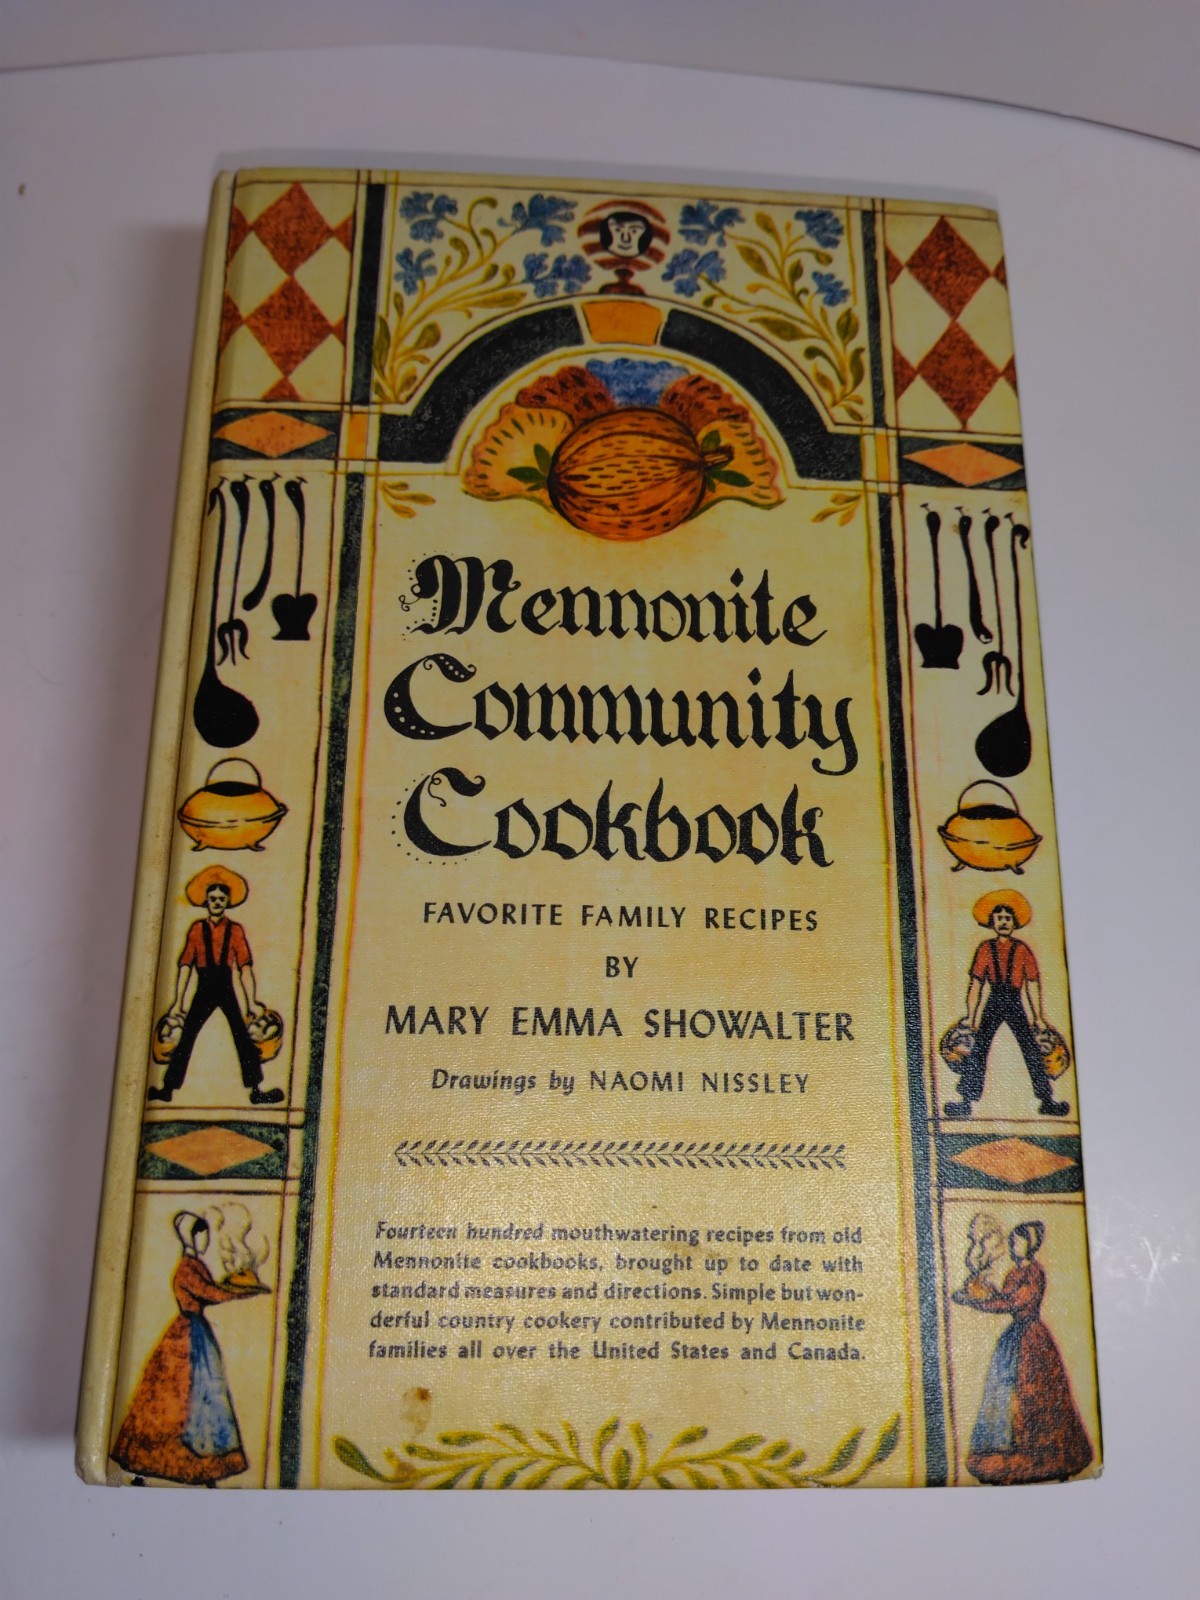 Mennonite
Community
Cookbook
FAVORITE FAMILY RECIPES
BY
MARY EMMA SHOWALTER
Drawings by NAOMI NISSLEY
Fourteen hundred mouthwatering recipes from old
Mennonite cookbooks, brought up to date with
standard measures and directions. Simple but won-
derful country cookery contributed by Mennonite
families all over the United States and Canada.